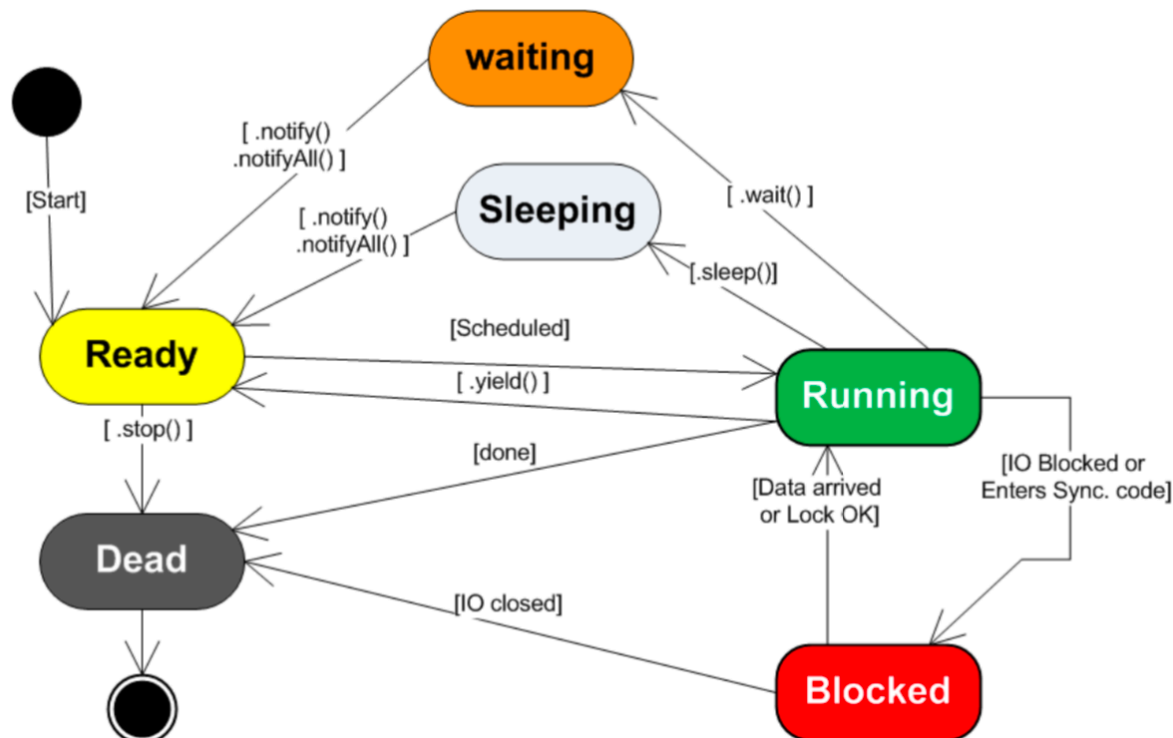 waiting
[ .notify()
.notifyAll() ]
[Start]
[ .wait() ]
Sleeping
[ .notify()
.notifyAll() ]
[.sleep()]
[Scheduled]
Ready
[ .yield() ]
Running
[ .stop() ]
[done]
[IO Blocked or
Enters Sync. code]
[Data arrived
or Lock OK]
Dead
[IO closed]
Blocked